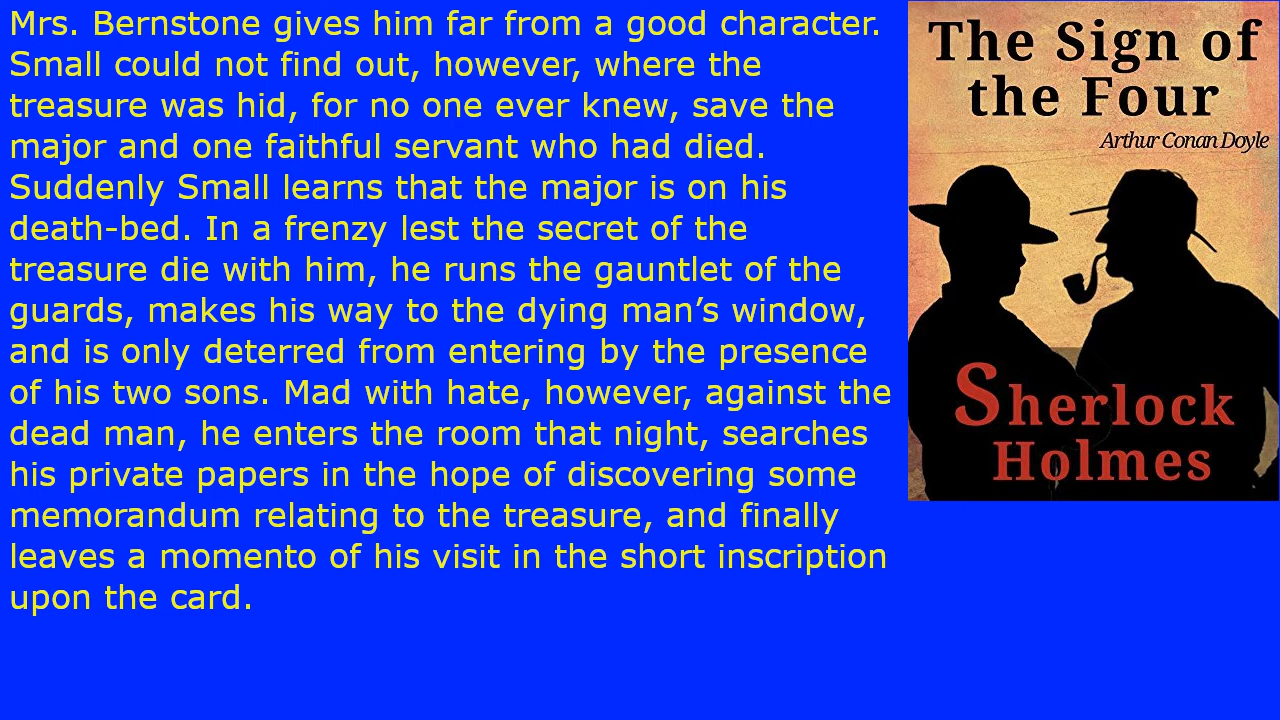 Mrs. Bernstone gives him far from a good character.
Small could not find out, however, where the
treasure was hid, for no one ever knew, save the
major and one faithful servant who had died.
Suddenly Small learns that the major is on his
death-bed. In a frenzy lest the secret of the
treasure die with him, he runs the gauntlet of the
guards, makes his way to the dying man’s window,
and is only deterred from entering by the presence
of his two sons. Mad with hate, however, against the
dead man, he enters the room that night, searches
his private papers in the hope of discovering some
memorandum relating to the treasure, and finally
leaves a momento of his visit in the short inscription
upon the card.
The Sign of
the Four
Arthur Conan Doyle
Sherlock
Holmes